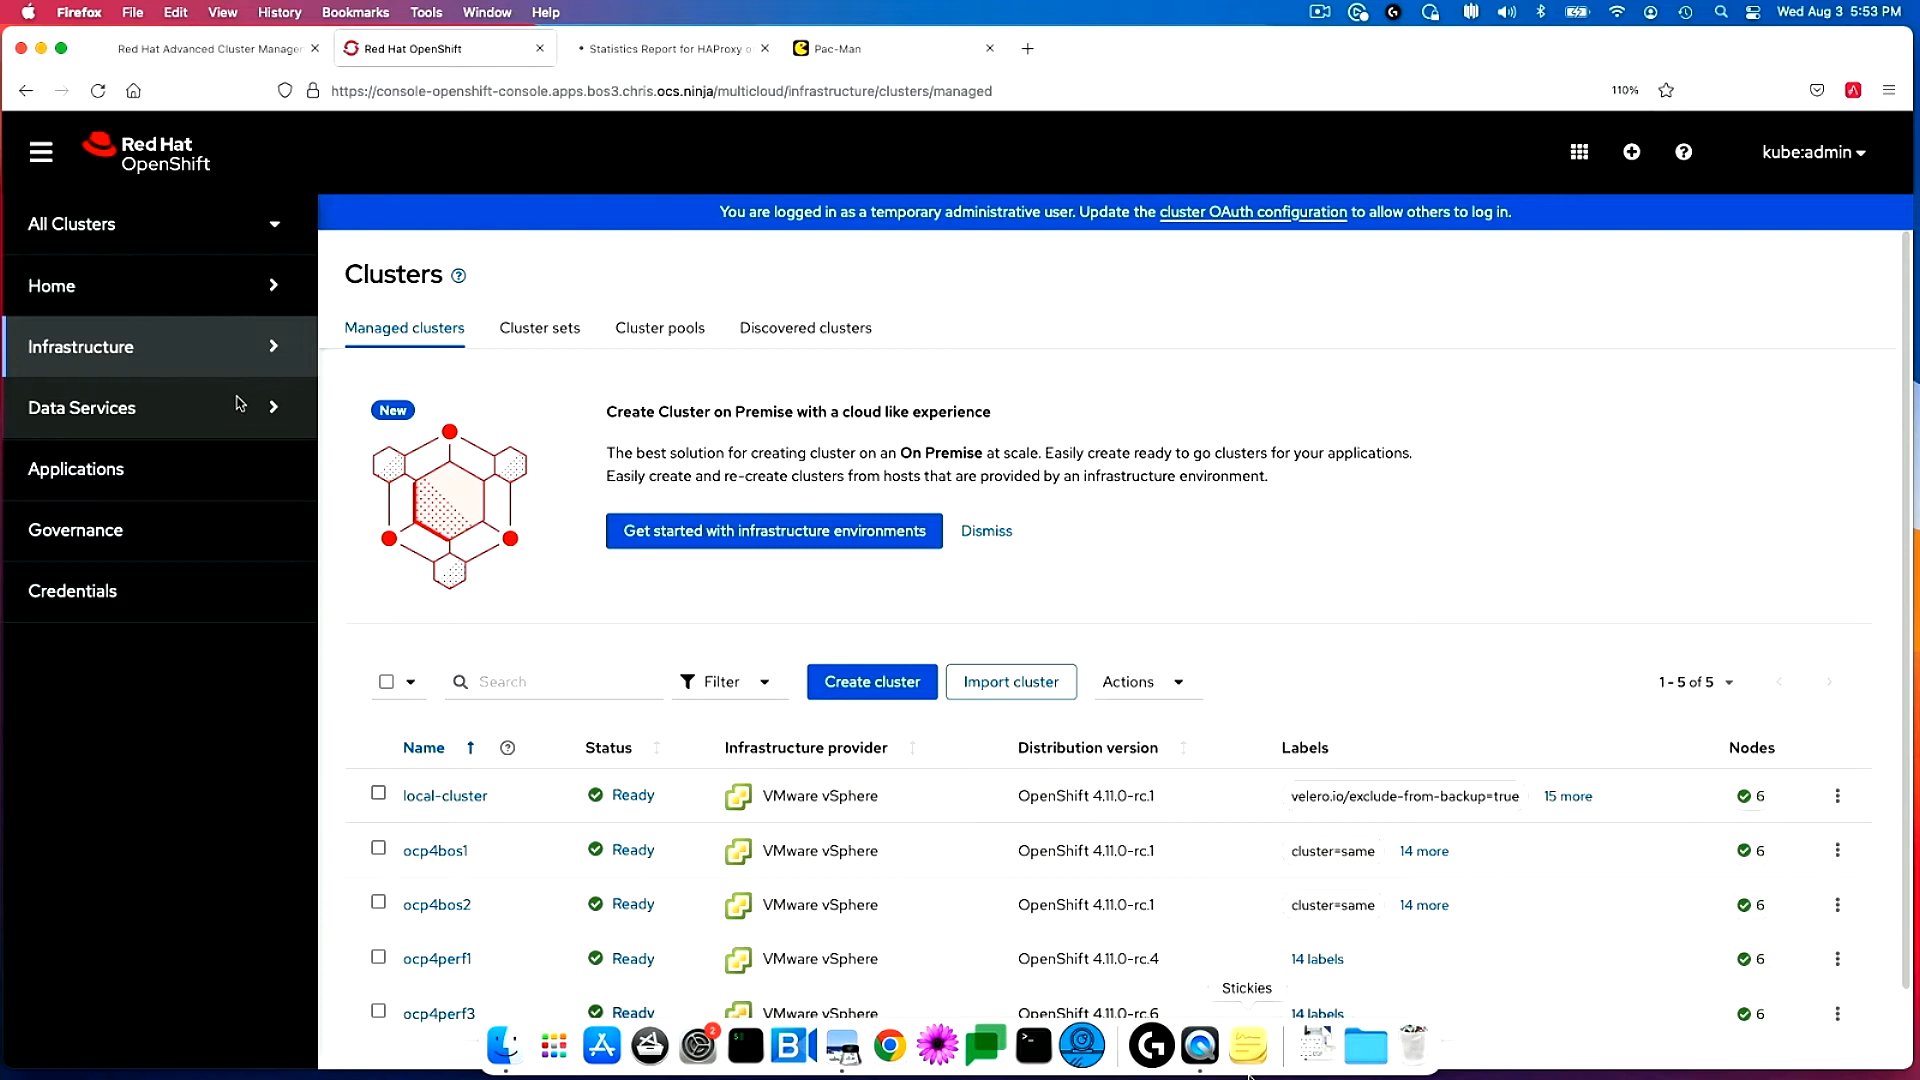 Firefox File Edit View History Bookmarks Tools Window Help Wed Aug 3 5:53 PM
Red Hat Advanced Cluster Manager
Red Hat OpenShift
Statistics Report for HAProxy
Pac-Man
https://console-openshift-console.apps.bos3.chris.ocs.ninja/multicloud/infrastructure/clusters/managed
110%
Red Hat
OpenShift
kube:admin
All Clusters
Home
Infrastructure
Data Services
Applications
Governance
Credentials
You are logged in as a temporary administrative user. Update the cluster OAuth configuration to allow others to log in.
Clusters
Managed clusters Cluster sets Cluster pools Discovered clusters
New
Create Cluster on Premise with a cloud like experience
The best solution for creating cluster on an On Premise at scale. Easily create ready to go clusters for your applications.
Easily create and re-create clusters from hosts that are provided by an infrastructure environment.
Get started with infrastructure environments Dismiss
Search Filter Create cluster Import cluster Actions 1 - 5 of 5
Name Status Infrastructure provider Distribution version Labels Nodes
local-cluster Ready VMware vSphere OpenShift 4.11.0-rc.1 velero.io/exclude-from-backup=true 15 more 6
ocp4bos1 Ready VMware vSphere OpenShift 4.11.0-rc.1 cluster=same 14 more 6
ocp4bos2 Ready VMware vSphere OpenShift 4.11.0-rc.1 cluster=same 14 more 6
ocp4perf1 Ready VMware vSphere OpenShift 4.11.0-rc.4 14 labels 6
Stickies
ocp4perf3 Ready VMware vSphere OpenShift 4.11.0-rc.6 14 labels 6
2